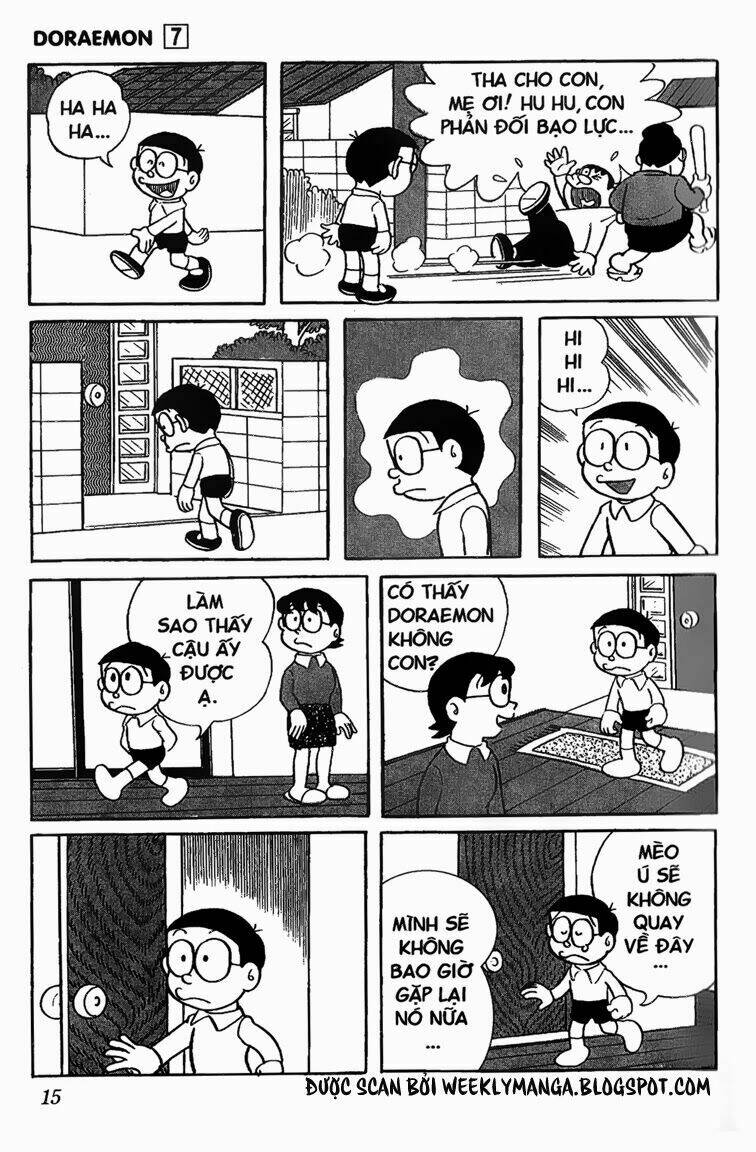 DORAEMON 7
THA CHO CON,
MẸ ƠI! HU HU, CON
PHẢN ĐỐI BẠO LỰC...
HA HA
HA...
HI
HI
HI...
CÓ THẤY
DORAEMON
KHÔNG
CON?
LÀM
SAO THẤY
CẬU ẤY
ĐƯỢC
Ạ.
MÈO
Ú SẼ
KHÔNG
QUAY
VỀ ĐÂY
...
MÌNH SẼ
KHÔNG
BAO GIỜ
GẶP LẠI
NÓ NỮA
...
15
ĐƯỢC SCAN BỞI WEEKLYMANGA.BLOGSPOT.COM